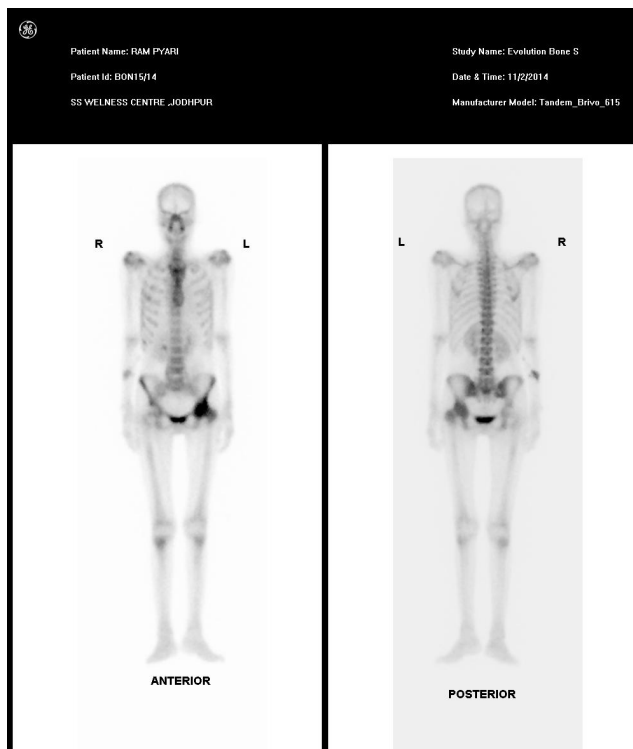 Patient Name: RAM PYARI
Patient Id: BON15/14
SS WELNESS CENTRE ,JODHPUR
Study Name: Evolution Bone S
Date & Time: 11/2/2014
Manufacturer Model: Tandem_Brivo_615
R
L
ANTERIOR
L
R
POSTERIOR